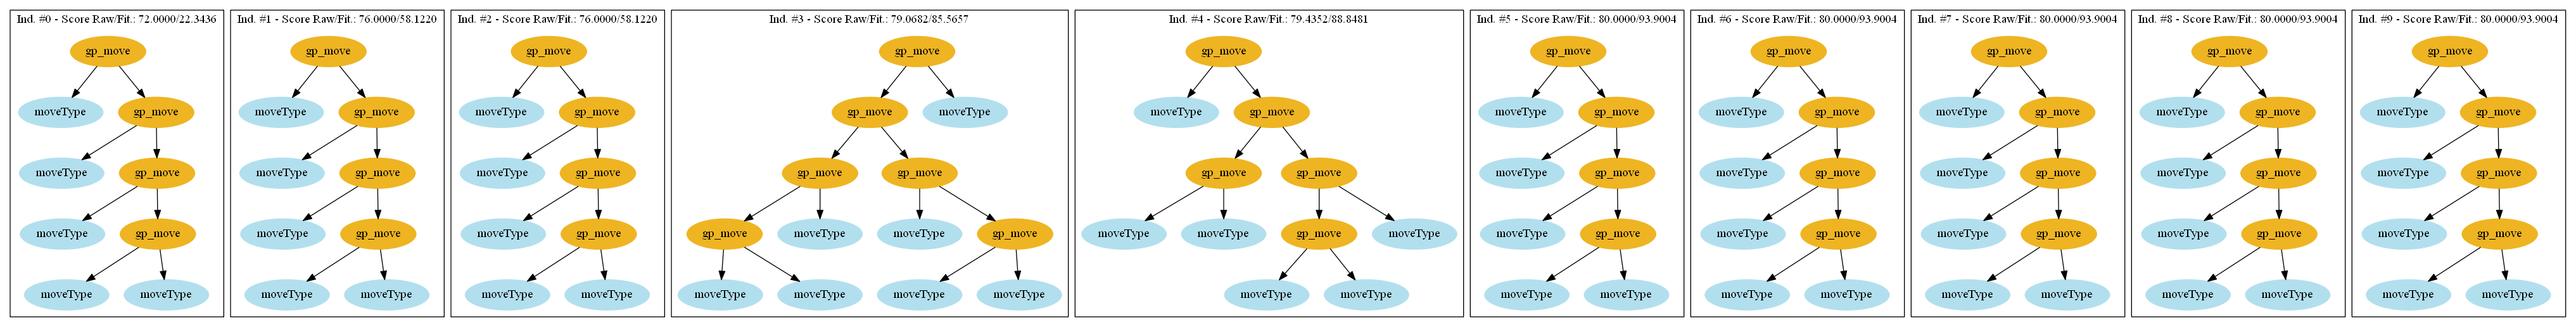 Ind. #0 - Score Raw/Fit.: 72.0000/22.3436
gp_move
moveType gp_move
moveType gp_move
moveType gp_move
moveType moveType
Ind. #1 - Score Raw/Fit.: 76.0000/58.1220
gp_move
moveType gp_move
moveType gp_move
moveType gp_move
moveType moveType
Ind. #2 - Score Raw/Fit.: 76.0000/58.1220
gp_move
moveType gp_move
moveType gp_move
moveType gp_move
moveType moveType
Ind. #3 - Score Raw/Fit.: 79.0682/85.5657
gp_move
gp_move moveType
gp_move gp_move
gp_move moveType moveType gp_move
moveType moveType moveType moveType
Ind. #4 - Score Raw/Fit.: 79.4352/88.8481
gp_move
moveType gp_move
gp_move gp_move
moveType moveType gp_move moveType
moveType moveType
Ind. #5 - Score Raw/Fit.: 80.0000/93.9004
gp_move
moveType gp_move
moveType gp_move
moveType gp_move
moveType moveType
Ind. #6 - Score Raw/Fit.: 80.0000/93.9004
gp_move
moveType gp_move
moveType gp_move
moveType gp_move
moveType moveType
Ind. #7 - Score Raw/Fit.: 80.0000/93.9004
gp_move
moveType gp_move
moveType gp_move
moveType gp_move
moveType moveType
Ind. #8 - Score Raw/Fit.: 80.0000/93.9004
gp_move
moveType gp_move
moveType gp_move
moveType gp_move
moveType moveType
Ind. #9 - Score Raw/Fit.: 80.0000/93.9004
gp_move
moveType gp_move
moveType gp_move
moveType gp_move
moveType moveType